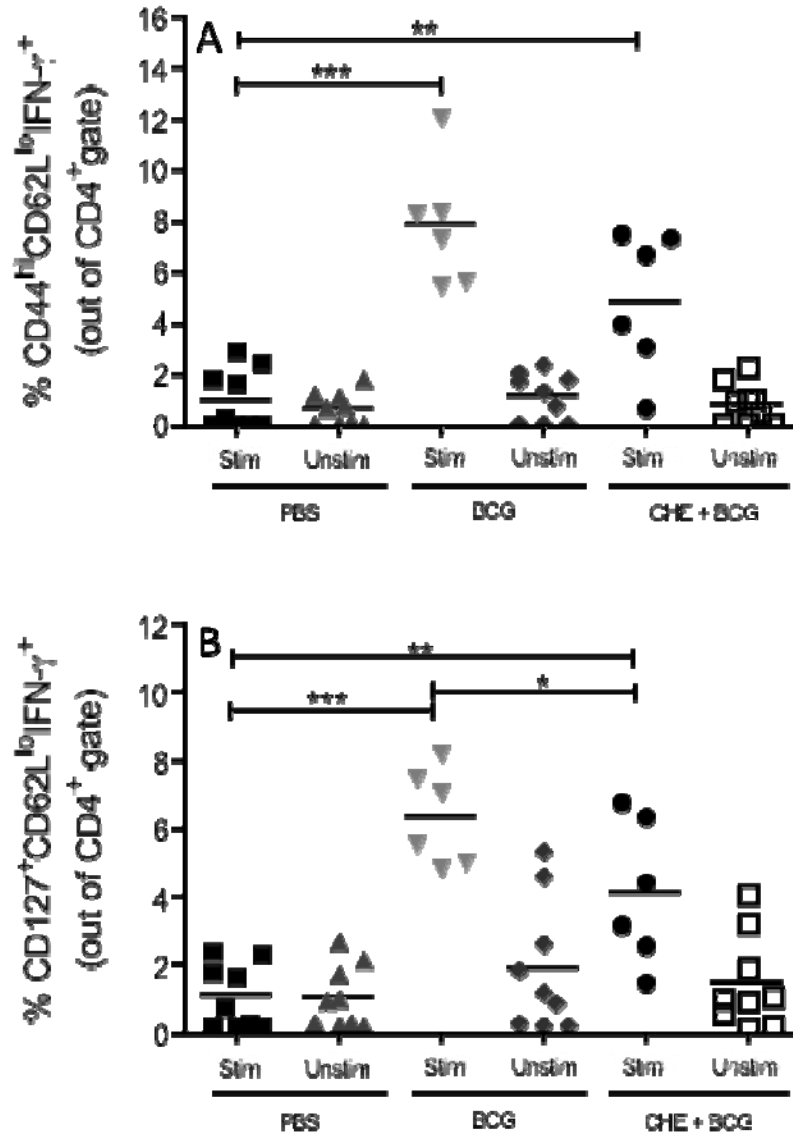 A
% CD44hiCD62LloIFN-γ+
(out of CD4+gate)
16
14
12
10
8
6
4
2
0
**
***
Stim Unstim Stim Unstim Stim Unstim
PBS BCG CHE + BCG
B
% CD127+CD62LloIFN-γ+
(out of CD4+ gate)
12
10
8
6
4
2
0
**
***
*
Stim Unstim Stim Unstim Stim Unstim
PBS BCG CHE + BCG